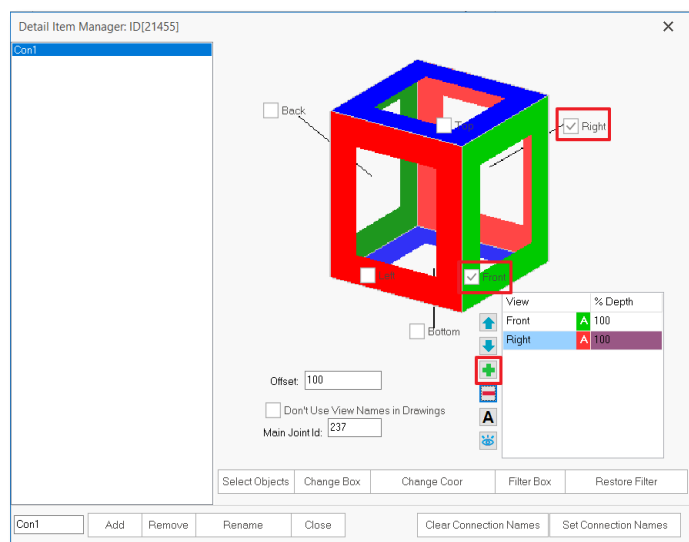 Detail Item Manager: ID[21455]
Con1
Back
Top
Right
Left
Front
Bottom
View % Depth
Front A 100
Right A 100
A
Offset: 100
Don't Use View Names in Drawings
Main Joint Id: 237
Select Objects Change Box Change Coor Filter Box Restore Filter
Con1 Add Remove Rename Close Clear Connection Names Set Connection Names